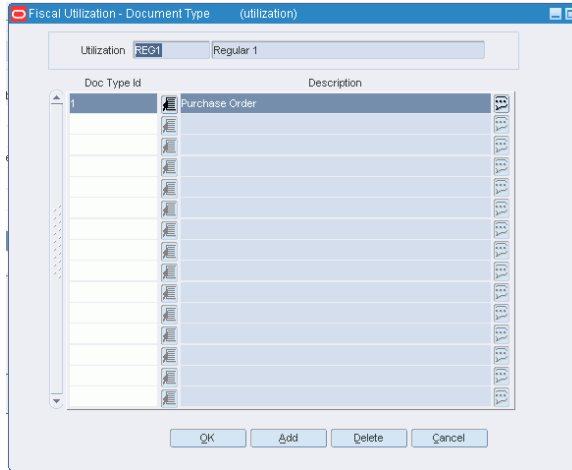 Fiscal Utilization - Document Type (utilization)
Utilization REG1 Regular 1
Doc Type Id Description
1 Purchase Order
OK Add Delete Cancel